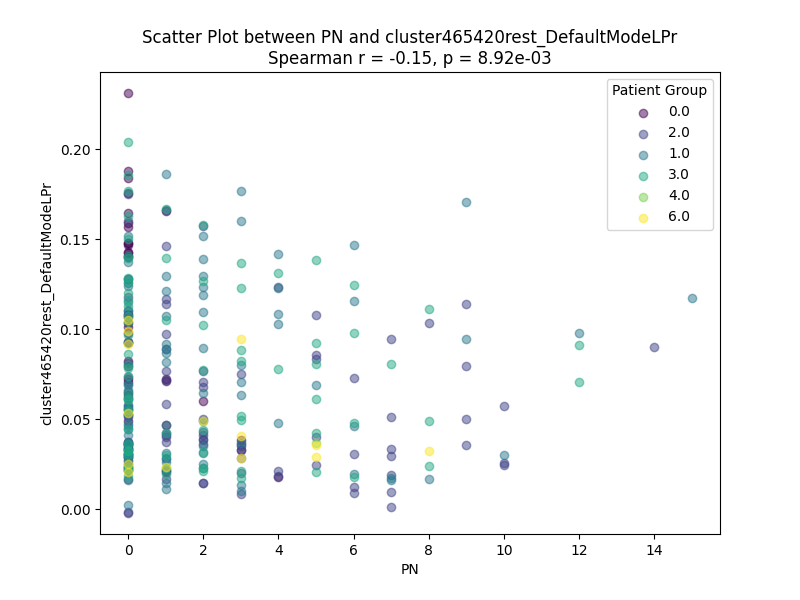 Scatter Plot between PN and cluster465420rest_DefaultModeLPr
Spearman r = -0.15, p = 8.92e-03
Patient Group
0.0
2.0
1.0
3.0
4.0
6.0
cluster465420rest_DefaultModeLPr
0.20
0.15
0.10
0.05
0.00
0 2 4 6 8 10 12 14
PN